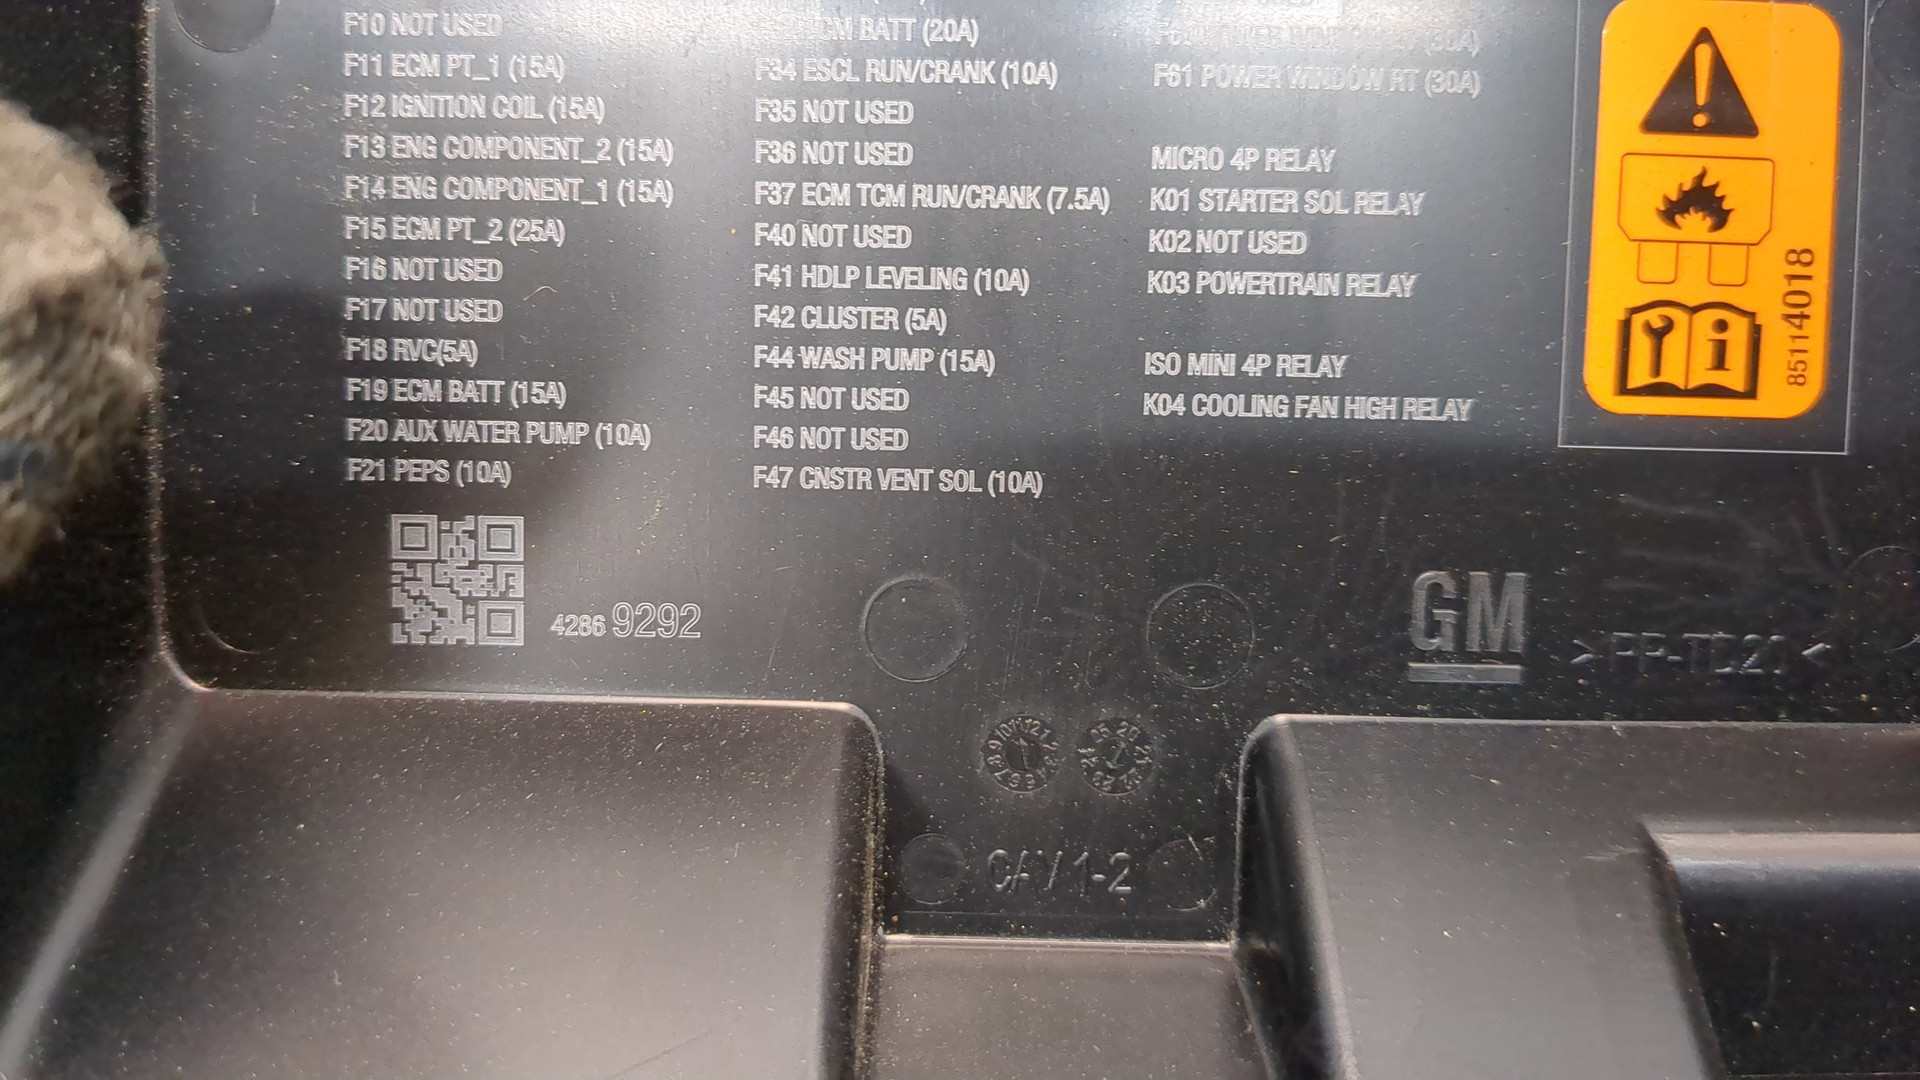 F10 NOT USED
F11 ECM PT_1 (15A)
F12 IGNITION COIL (15A)
F13 ENG COMPONENT_2 (15A)
F14 ENG COMPONENT_1 (15A)
F15 ECM PT_2 (25A)
F16 NOT USED
F17 NOT USED
F18 RVC(5A)
F19 ECM BATT (15A)
F20 AUX WATER PUMP (10A)
F21 PEPS (10A)
BATT (20A)
F34 ESCL RUN/CRANK (10A)
F35 NOT USED
F36 NOT USED
F37 ECM TCM RUN/CRANK (7.5A)
F40 NOT USED
F41 HDLP LEVELING (10A)
F42 CLUSTER (5A)
F44 WASH PUMP (15A)
F45 NOT USED
F46 NOT USED
F47 CNSTR VENT SOL (10A)
F61 POWER WINDOW RT (30A)
MICRO 4P RELAY
K01 STARTER SOL RELAY
K02 NOT USED
K03 POWERTRAIN RELAY
ISO MINI 4P RELAY
K04 COOLING FAN HIGH RELAY
85114018
4286 9292
GM
CAV 1-2